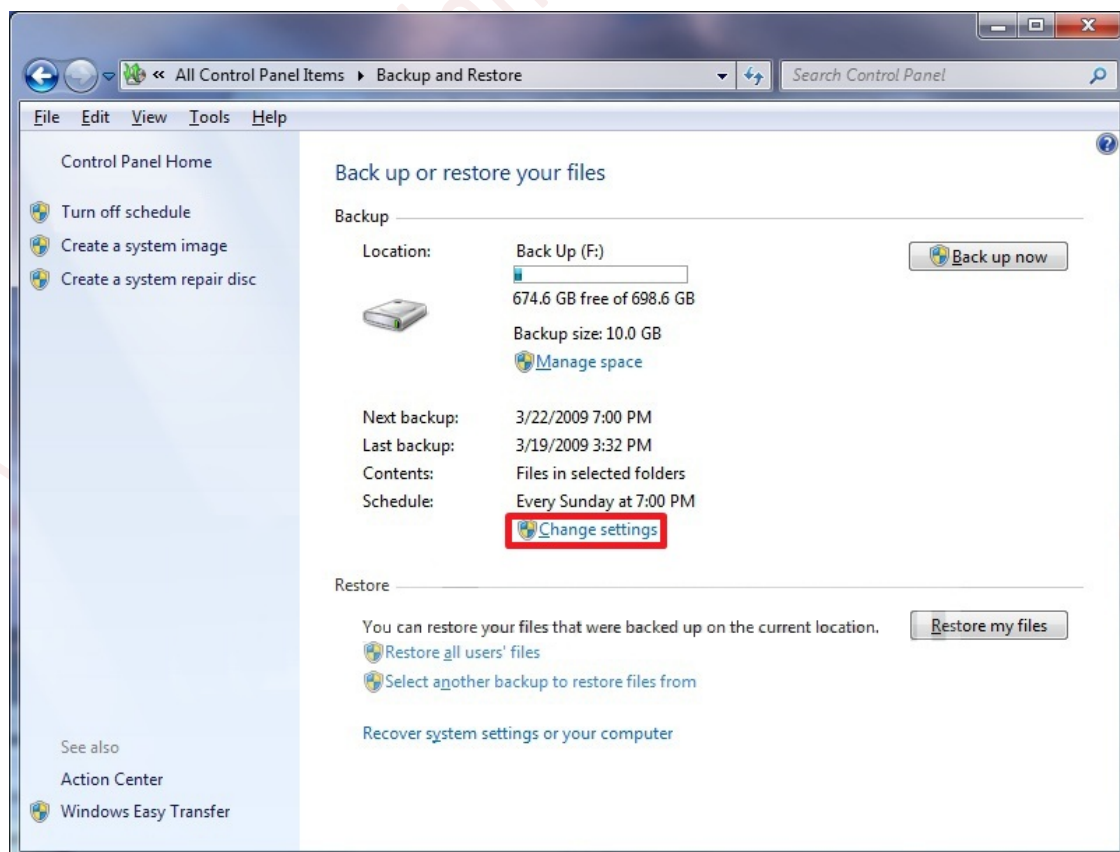 « All Control Panel Items ▸ Backup and Restore
Search Control Panel
File Edit View Tools Help
Control Panel Home
Turn off schedule
Create a system image
Create a system repair disc
See also
Action Center
Windows Easy Transfer
Back up or restore your files
Backup
Location: Back Up (F:)
674.6 GB free of 698.6 GB
Backup size: 10.0 GB
Manage space
Back up now
Next backup: 3/22/2009 7:00 PM
Last backup: 3/19/2009 3:32 PM
Contents: Files in selected folders
Schedule: Every Sunday at 7:00 PM
Change settings
Restore
You can restore your files that were backed up on the current location.
Restore my files
Restore all users' files
Select another backup to restore files from
Recover system settings or your computer